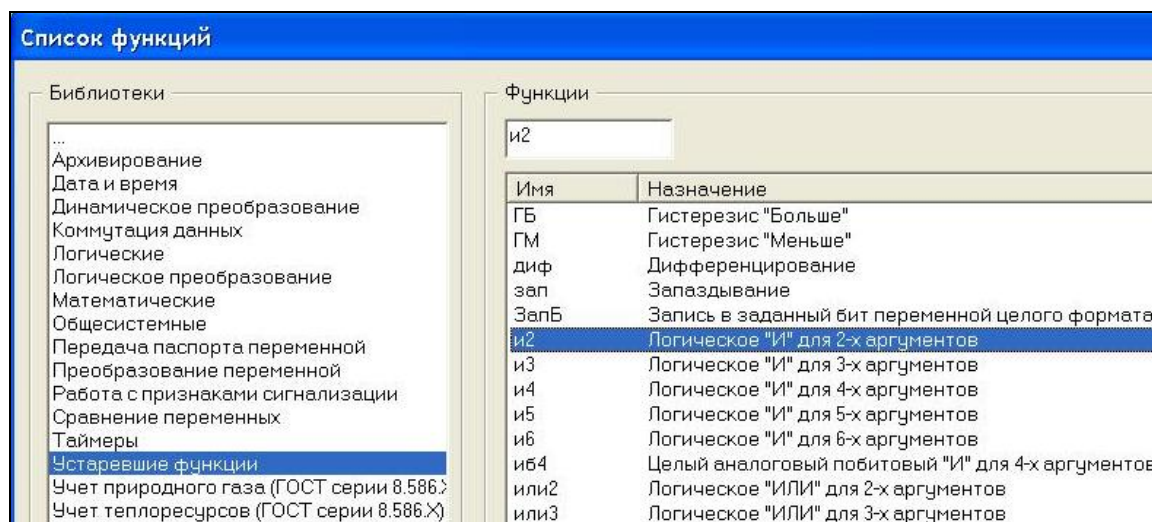 Список функций
Библиотеки
...
Архивирование
Дата и время
Динамическое преобразование
Коммутация данных
Логические
Логическое преобразование
Математические
Общесистемные
Передача паспорта переменной
Преобразование переменной
Работа с признаками сигнализации
Сравнение переменных
Таймеры
Устаревшие функции
Учет природного газа (ГОСТ серии 8.586.
Учет теплоресурсов (ГОСТ серии 8.586.X)
Функции
и2
Имя Назначение
ГБ Гистерезис "Больше"
ГМ Гистерезис "Меньше"
диф Дифференцирование
зап Запаздывание
ЗапБ Запись в заданный бит переменной целого формата
и2 Логическое "И" для 2-х аргументов
и3 Логическое "И" для 3-х аргументов
и4 Логическое "И" для 4-х аргументов
и5 Логическое "И" для 5-х аргументов
и6 Логическое "И" для 6-х аргументов
иб4 Целый аналоговый побитовый "И" для 4-х аргументов
или2 Логическое "ИЛИ" для 2-х аргументов
или3 Логическое "ИЛИ" для 3-х аргументов